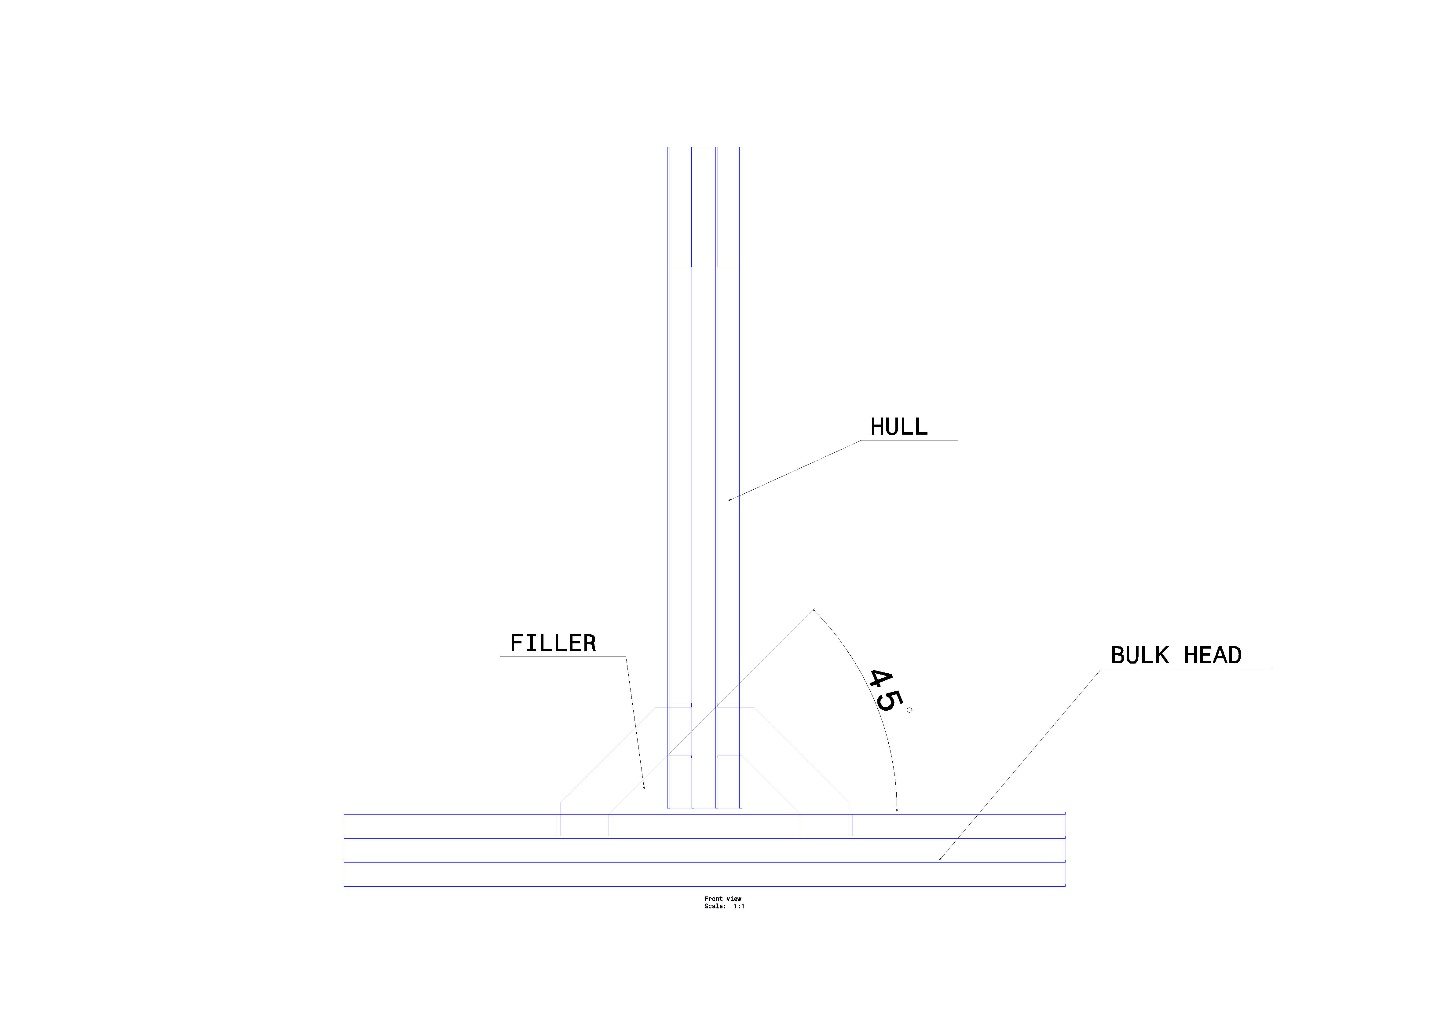 HULL
FILLER
BULK HEAD
45°
Front view
Scale: 1:1